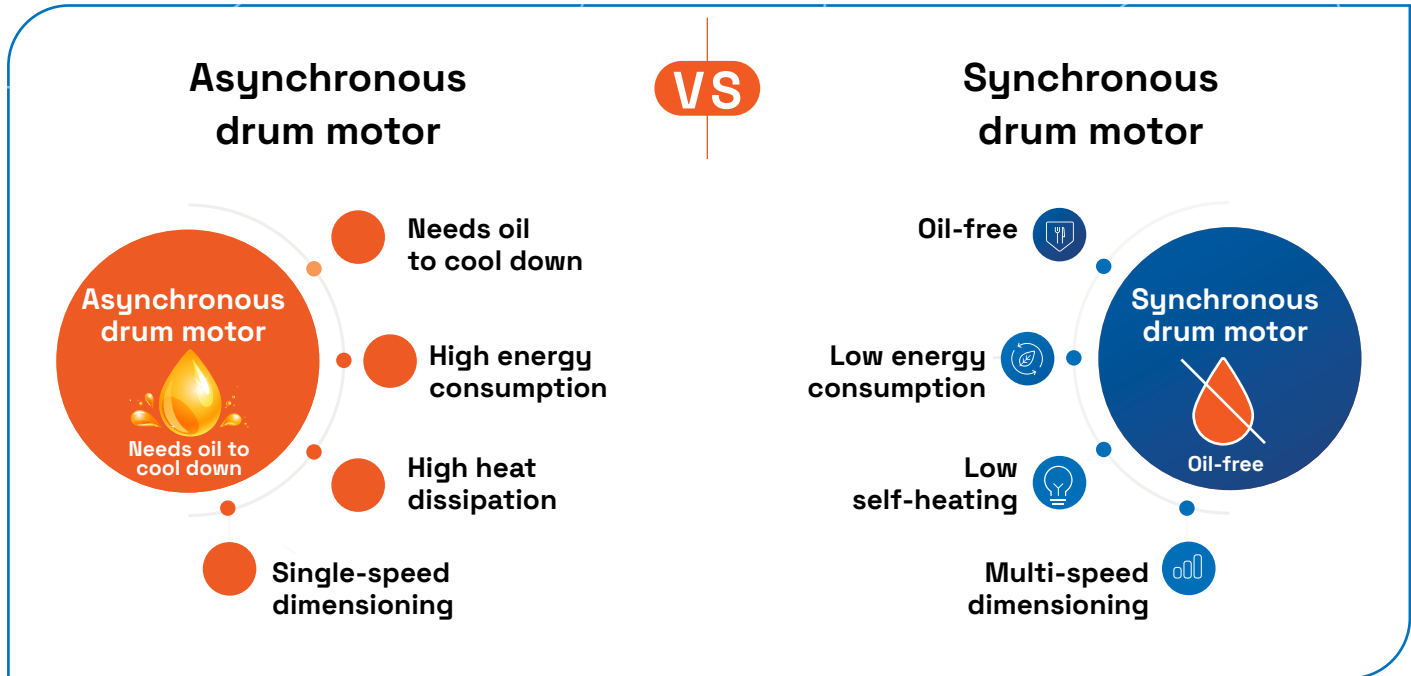 Asynchronous
drum motor
VS
Synchronous
drum motor
Asynchronous
drum motor
Needs oil to
cool down
Needs oil
to cool down
High energy
consumption
High heat
dissipation
Single-speed
dimensioning
Oil-free
Low energy
consumption
Low
self-heating
Multi-speed
dimensioning
Synchronous
drum motor
Oil-free